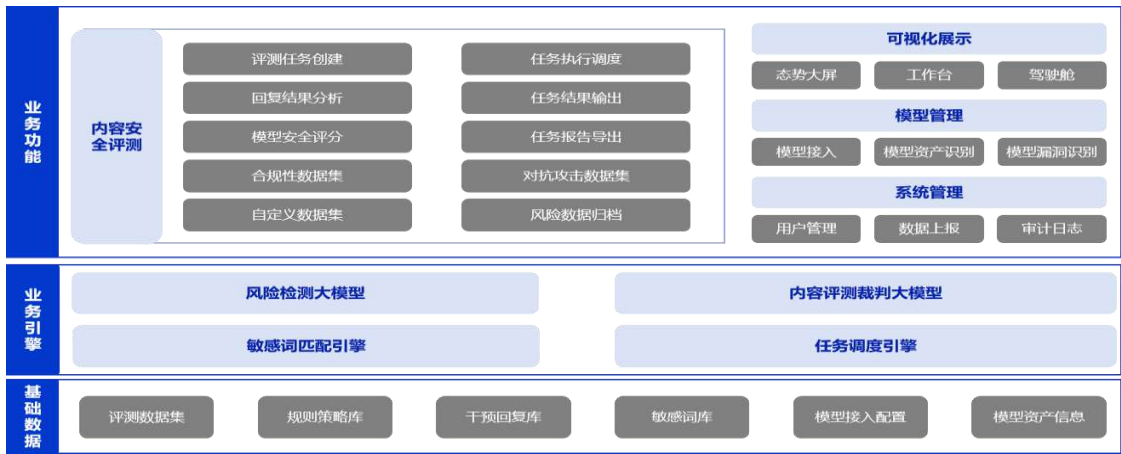 业务功能
内容安全评测
评测任务创建
任务执行调度
回复结果分析
任务结果输出
模型安全评分
任务报告导出
合规性数据集
对抗攻击数据集
自定义数据集
风险数据归档
可视化展示
态势大屏
工作台
驾驶舱
模型管理
模型接入
模型资产识别
模型漏洞识别
系统管理
用户管理
数据上报
审计日志
业务引擎
风险检测大模型
内容评测裁判大模型
敏感词匹配引擎
任务调度引擎
基础数据
评测数据集
规则策略库
干预回复库
敏感词库
模型接入配置
模型资产信息